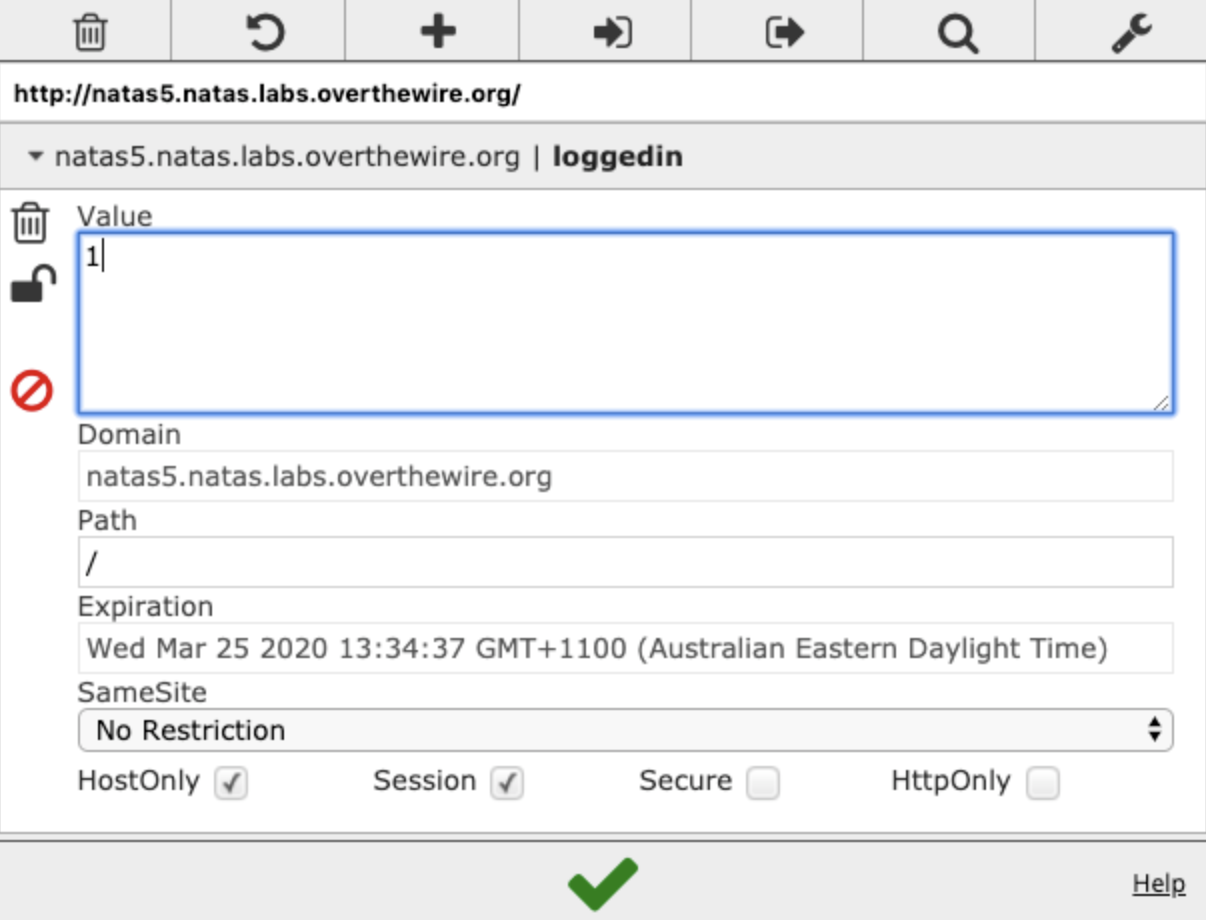 http://natas5.natas.labs.overthewire.org/
natas5.natas.labs.overthewire.org | loggedin
Value
1
Domain
natas5.natas.labs.overthewire.org
Path
/
Expiration
Wed Mar 25 2020 13:34:37 GMT+1100 (Australian Eastern Daylight Time)
SameSite
No Restriction
HostOnly Session Secure HttpOnly
Help